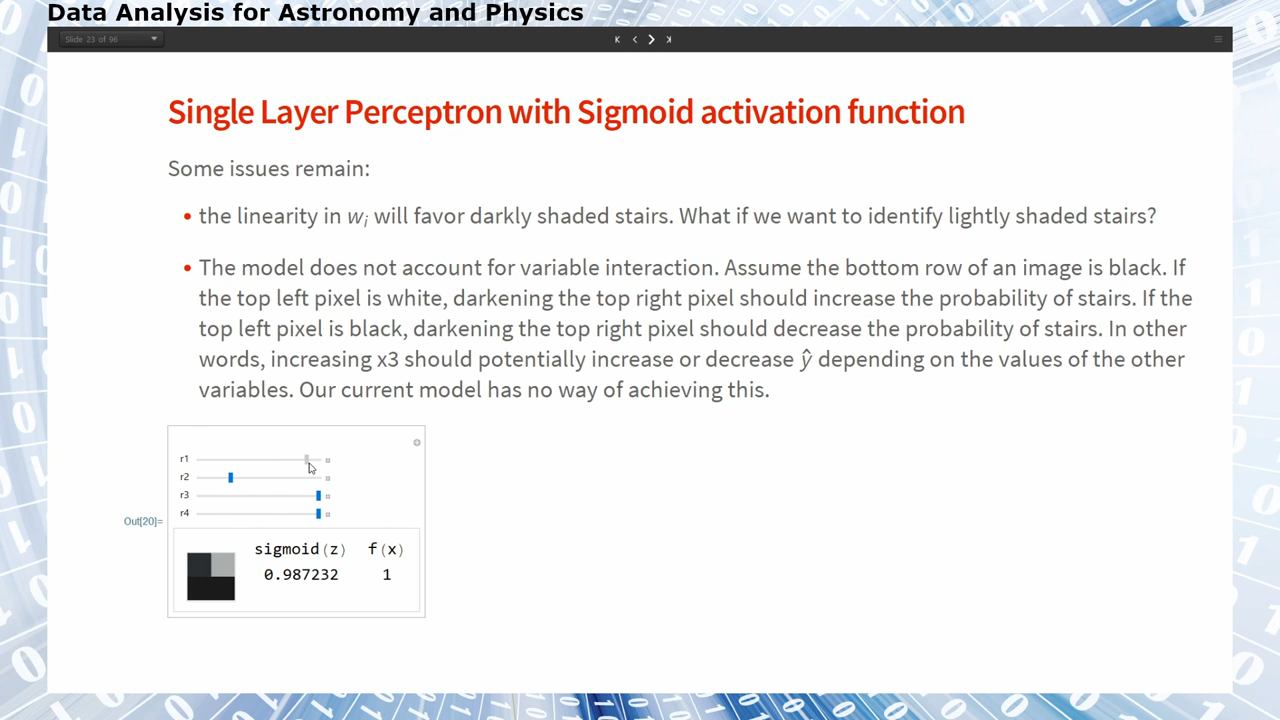 Data Analysis for Astronomy and Physics
Slide 23 of 96
Single Layer Perceptron with Sigmoid activation function
Some issues remain:
• the linearity in wᵢ will favor darkly shaded stairs. What if we want to identify lightly shaded stairs?
• The model does not account for variable interaction. Assume the bottom row of an image is black. If
the top left pixel is white, darkening the top right pixel should increase the probability of stairs. If the
top left pixel is black, darkening the top right pixel should decrease the probability of stairs. In other
words, increasing x3 should potentially increase or decrease ŷ depending on the values of the other
variables. Our current model has no way of achieving this.
r1
r2
r3
r4
Out[20]=
sigmoid(z) f(x)
0.987232 1